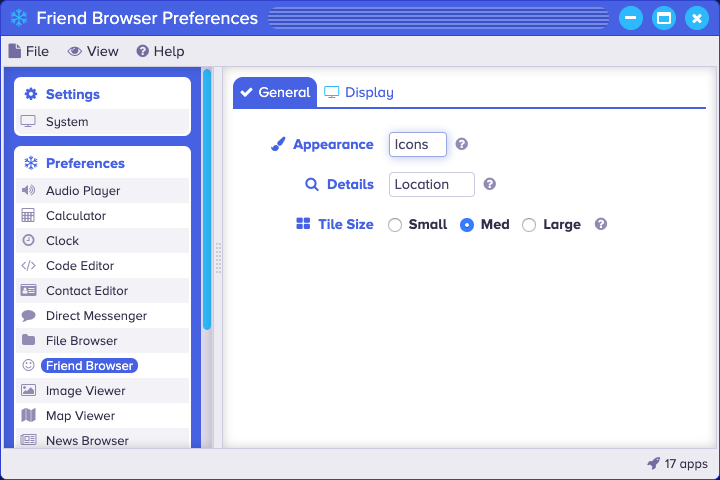 Friend Browser Preferences
File View Help
Settings
System
Preferences
Audio Player
Calculator
Clock
Code Editor
Contact Editor
Direct Messenger
File Browser
Friend Browser
Image Viewer
Map Viewer
News Browser
General Display
Appearance Icons ?
Details Location ?
Tile Size Small Med Large ?
17 apps